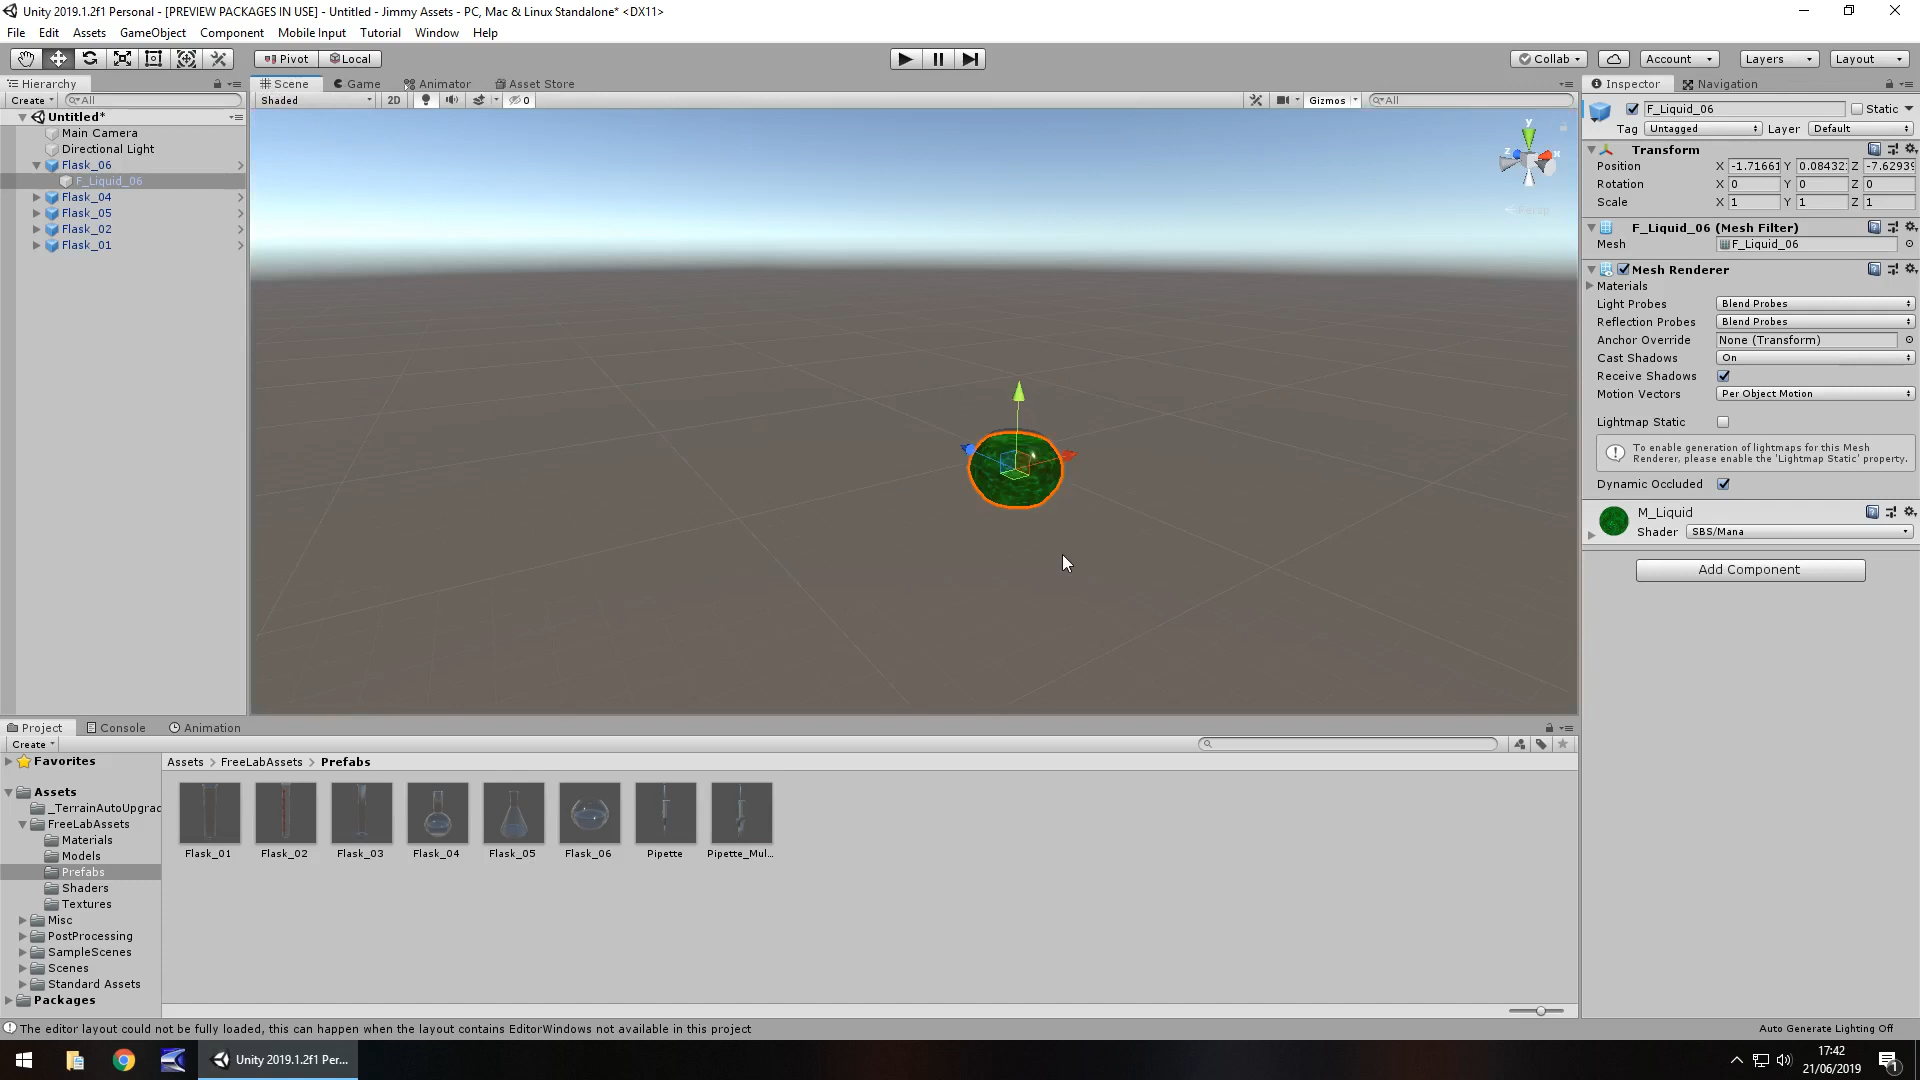 Unity 2019.1.2f1 Personal - [PREVIEW PACKAGES IN USE] - Untitled - Jimmy Assets - PC, Mac & Linux Standalone* <DX11>
File Edit Assets GameObject Component Mobile Input Tutorial Window Help
Pivot Local Collab Account Layers Layout
Hierarchy
Create All
Untitled*
Main Camera
Directional Light
Flask_06
F_Liquid_06
Flask_04
Flask_05
Flask_02
Flask_01
Scene Game Animator Asset Store
Shaded 2D 0 Gizmos All
y
z x
Persp
Inspector Navigation
F_Liquid_06 Static
Tag Untagged Layer Default
Transform
Position X -1.71661 Y 0.08432 Z -7.62939
Rotation X 0 Y 0 Z 0
Scale X 1 Y 1 Z 1
F_Liquid_06 (Mesh Filter)
Mesh F_Liquid_06
Mesh Renderer
Materials
Light Probes Blend Probes
Reflection Probes Blend Probes
Anchor Override None (Transform)
Cast Shadows On
Receive Shadows
Motion Vectors Per Object Motion
Lightmap Static
To enable generation of lightmaps for this Mesh
Renderer, please enable the 'Lightmap Static' property.
Dynamic Occluded
M_Liquid
Shader SBS/Mana
Add Component
Project Console Animation
Create
Favorites
Assets
_TerrainAutoUpgrac
FreeLabAssets
Materials
Models
Prefabs
Shaders
Textures
Misc
PostProcessing
SampleScenes
Scenes
Standard Assets
Packages
Assets > FreeLabAssets > Prefabs
Flask_01 Flask_02 Flask_03 Flask_04 Flask_05 Flask_06 Pipette Pipette_Mul...
The editor layout could not be fully loaded, this can happen when the layout contains EditorWindows not available in this project
Auto Generate Lighting Off
Unity 2019.1.2f1 Per...
17:42
21/06/2019
1